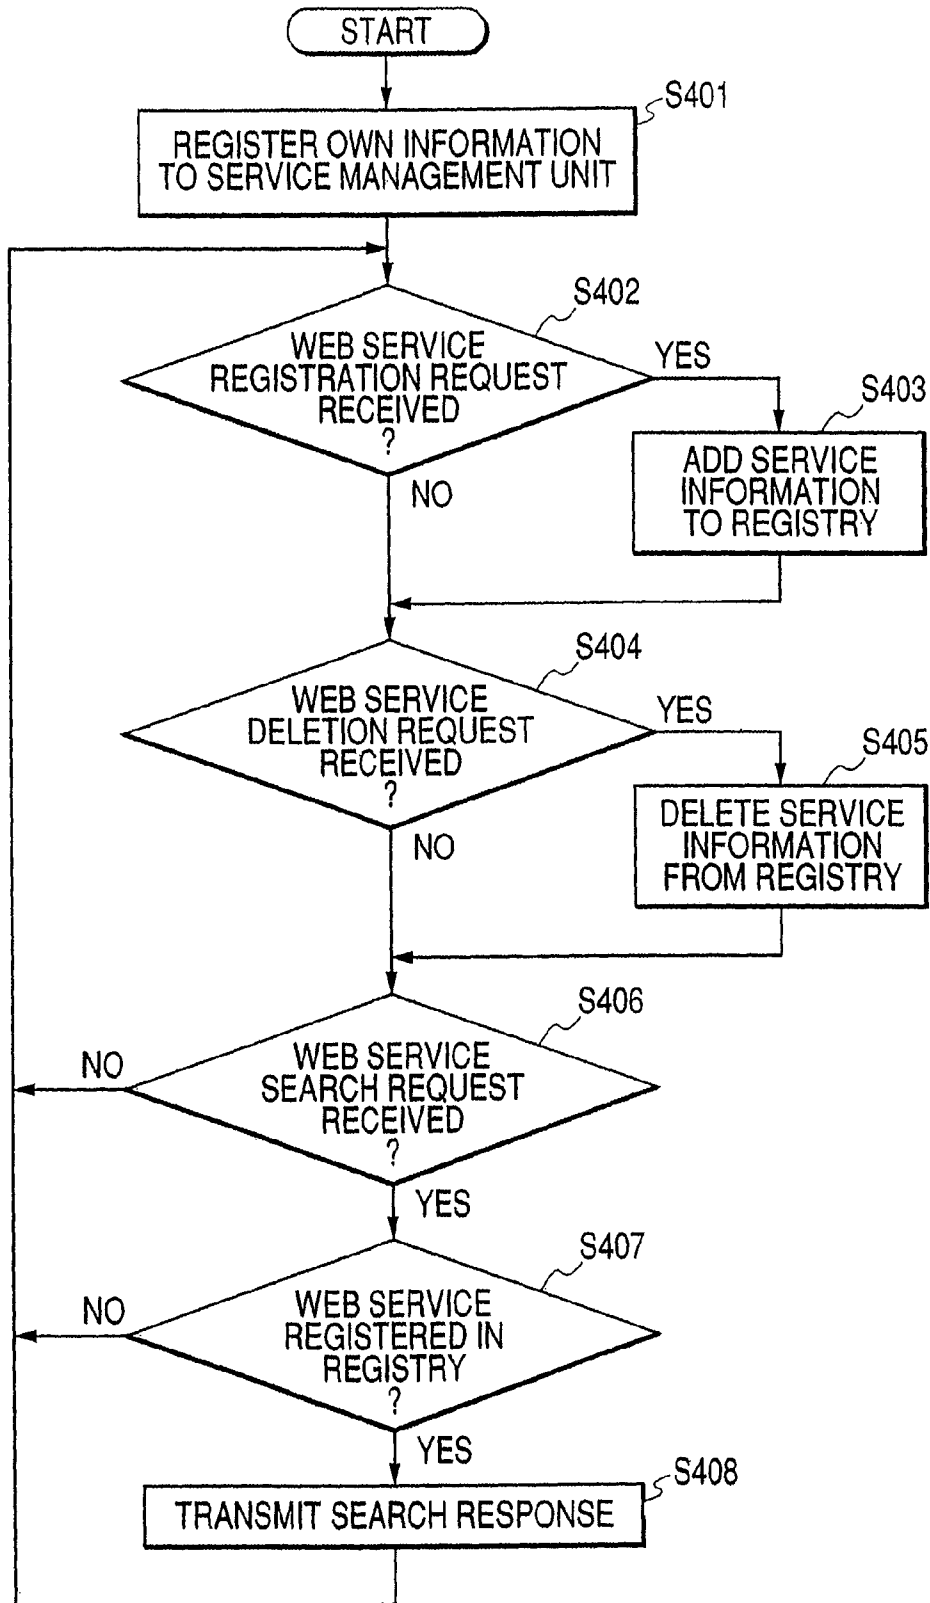 START
S401
REGISTER OWN INFORMATION
TO SERVICE MANAGEMENT UNIT
S402
WEB SERVICE
REGISTRATION REQUEST
RECEIVED
?
YES
NO
S403
ADD SERVICE
INFORMATION
TO REGISTRY
S404
WEB SERVICE
DELETION REQUEST
RECEIVED
?
YES
NO
S405
DELETE SERVICE
INFORMATION
FROM REGISTRY
S406
WEB SERVICE
SEARCH REQUEST
RECEIVED
?
NO
YES
S407
WEB SERVICE
REGISTERED IN
REGISTRY
?
NO
YES
S408
TRANSMIT SEARCH RESPONSE